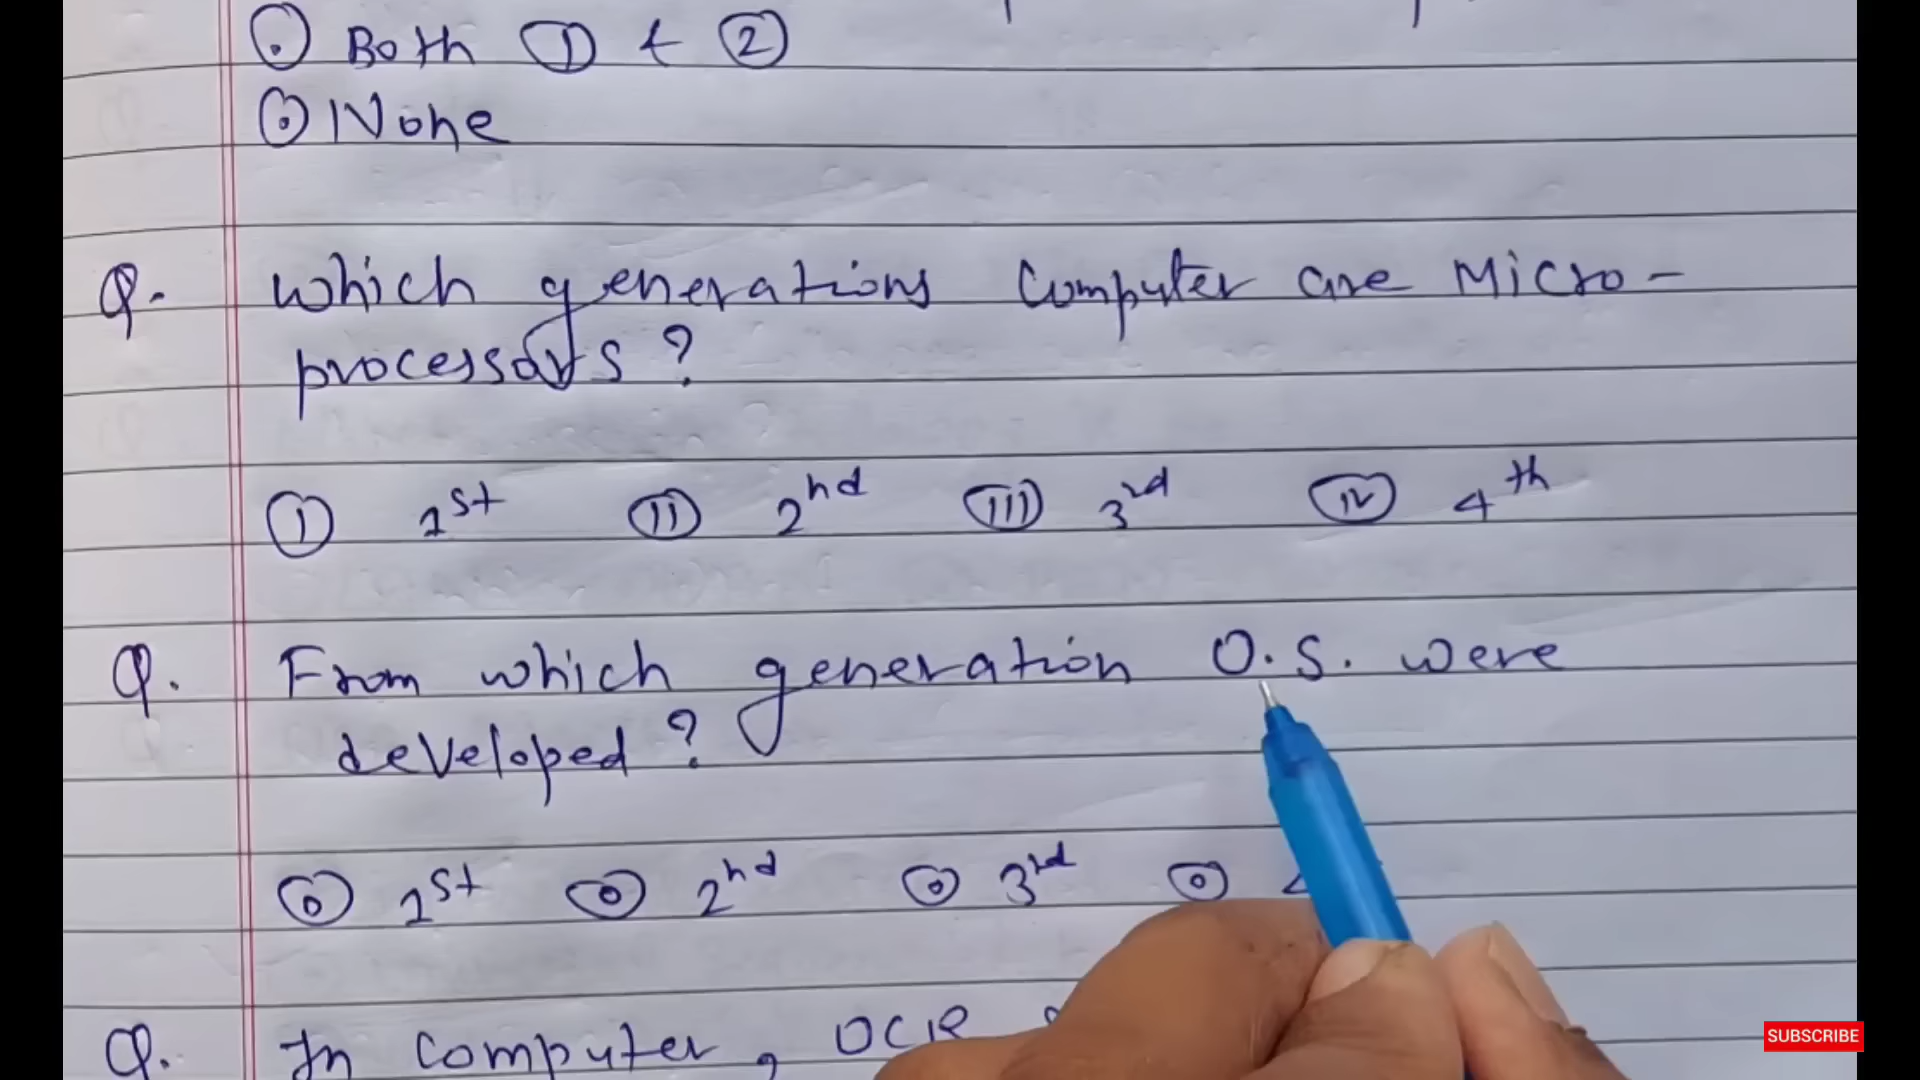 ⊙ Both ① & ②
⊙ None
Q. Which generations Computer are Micro-
processors?
Ⓘ 1st Ⓘⓘ 2nd ⓘⓘⓘ 3rd ⓘⓥ 4th
Q. From which generation O.S. were
developed?
⊙ 1st ⊙ 2nd ⊙ 3rd ⊙
Q. In Computer, OCR
SUBSCRIBE